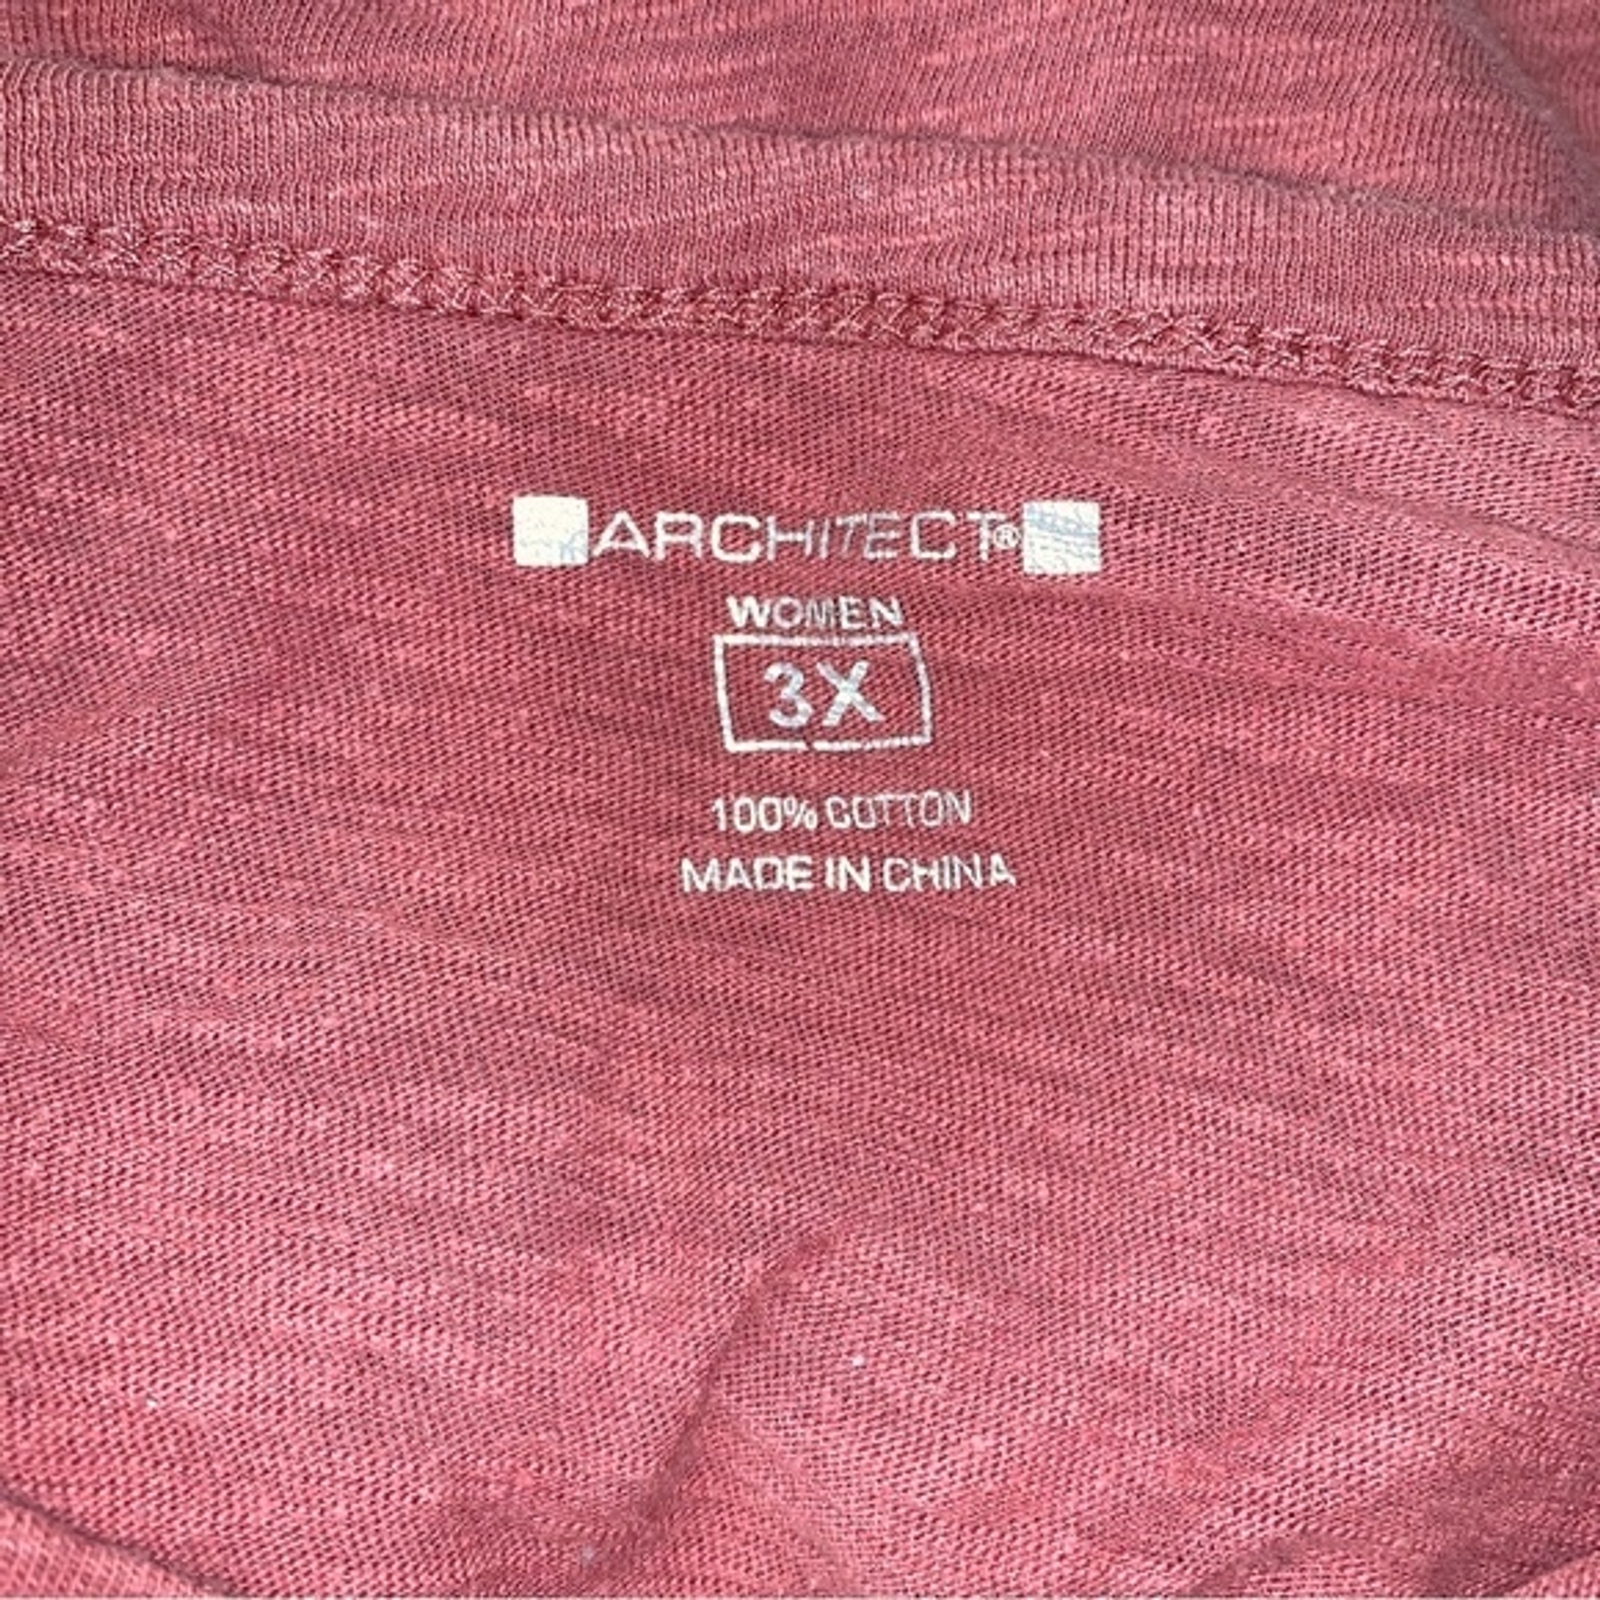 ARCHITECT®
WOMEN
3X
100% COTTON
MADE IN CHINA